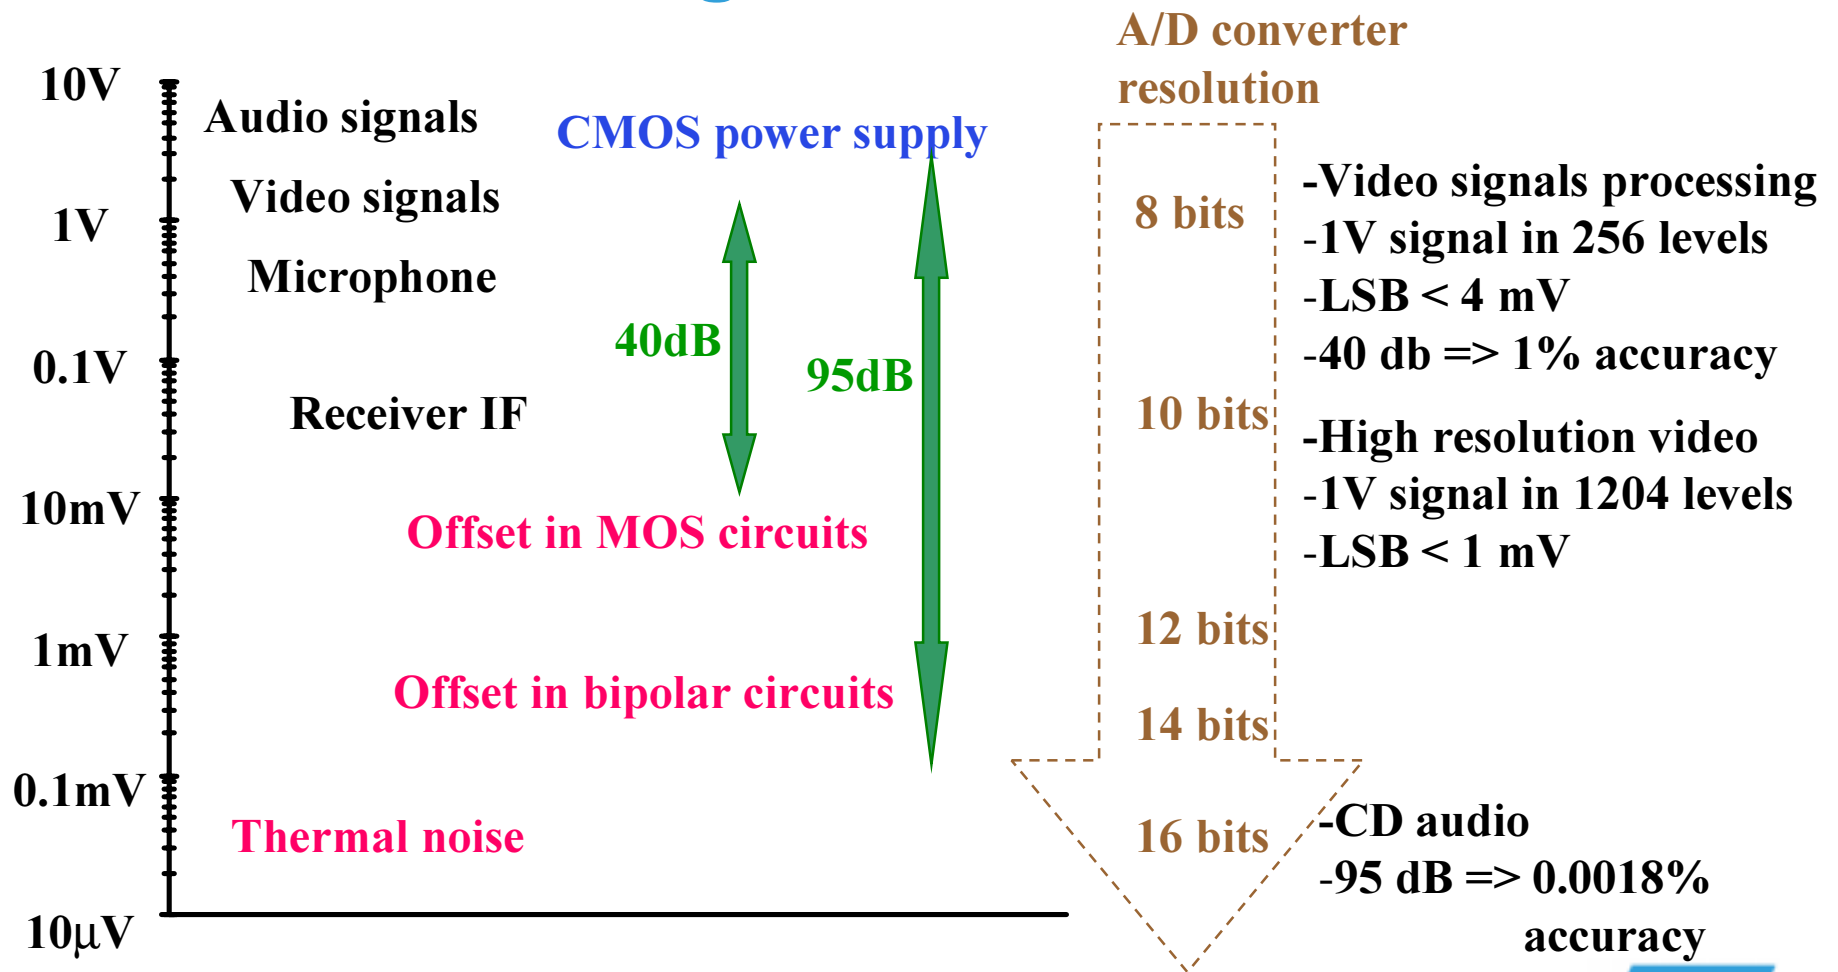 A/D converter
resolution
10V
1V
0.1V
10mV
1mV
0.1mV
10μV
Audio signals
Video signals
Microphone
Receiver IF
CMOS power supply
40dB
95dB
Offset in MOS circuits
Offset in bipolar circuits
Thermal noise
8 bits
10 bits
12 bits
14 bits
16 bits
-Video signals processing
-1V signal in 256 levels
-LSB < 4 mV
-40 db => 1% accuracy
-High resolution video
-1V signal in 1204 levels
-LSB < 1 mV
-CD audio
-95 dB => 0.0018%
accuracy